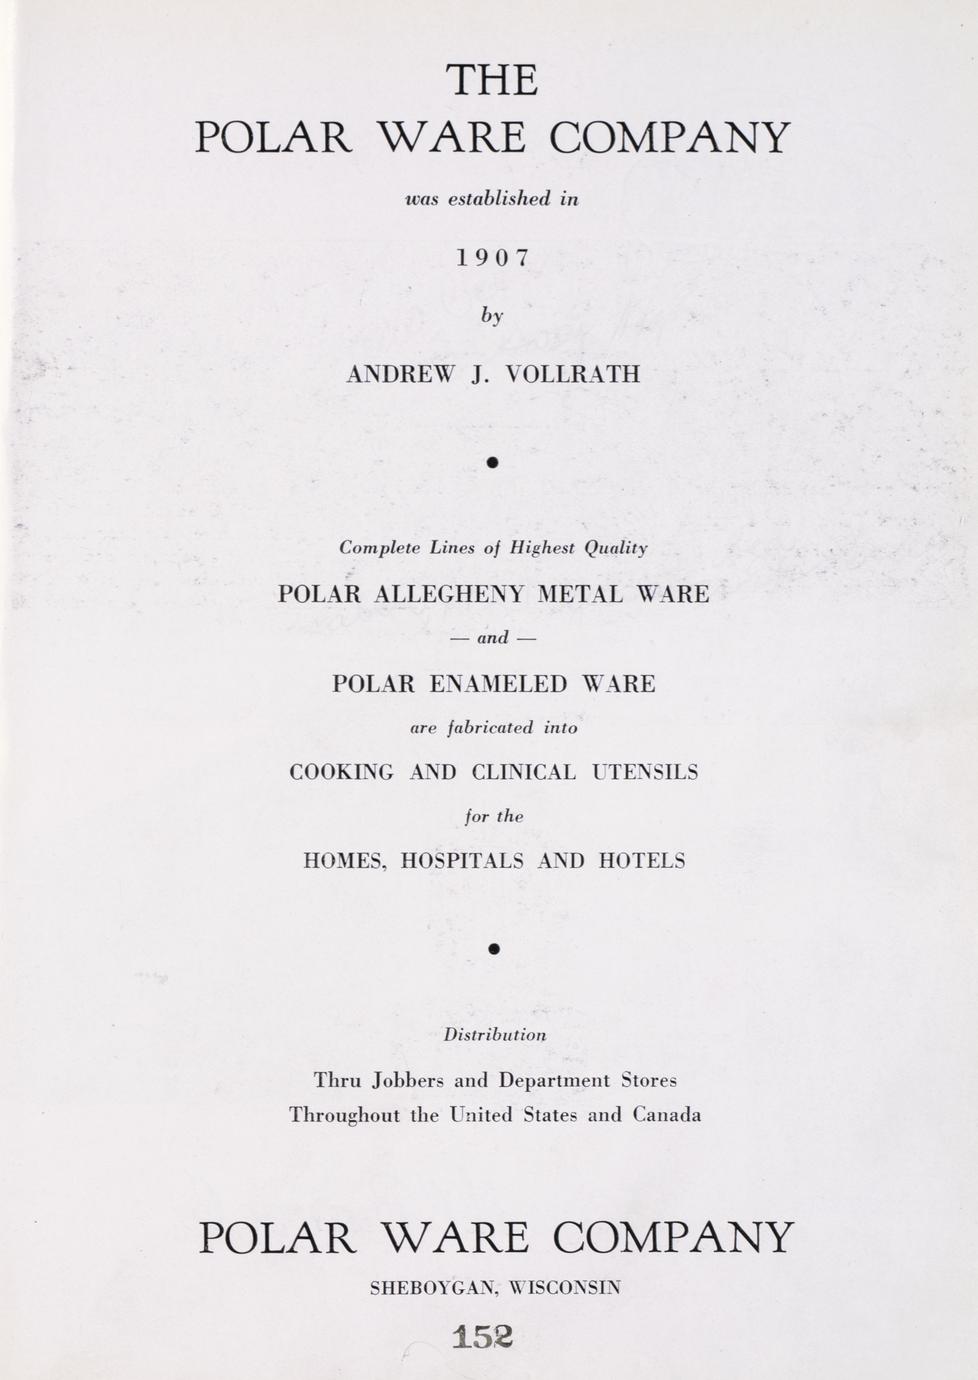 THE
POLAR WARE COMPANY
was established in
1907
by
ANDREW J. VOLLRATH
•
Complete Lines of Highest Quality
POLAR ALLEGHENY METAL WARE
— and —
POLAR ENAMELED WARE
are fabricated into
COOKING AND CLINICAL UTENSILS
for the
HOMES, HOSPITALS AND HOTELS
•
Distribution
Thru Jobbers and Department Stores
Throughout the United States and Canada
POLAR WARE COMPANY
SHEBOYGAN, WISCONSIN
152